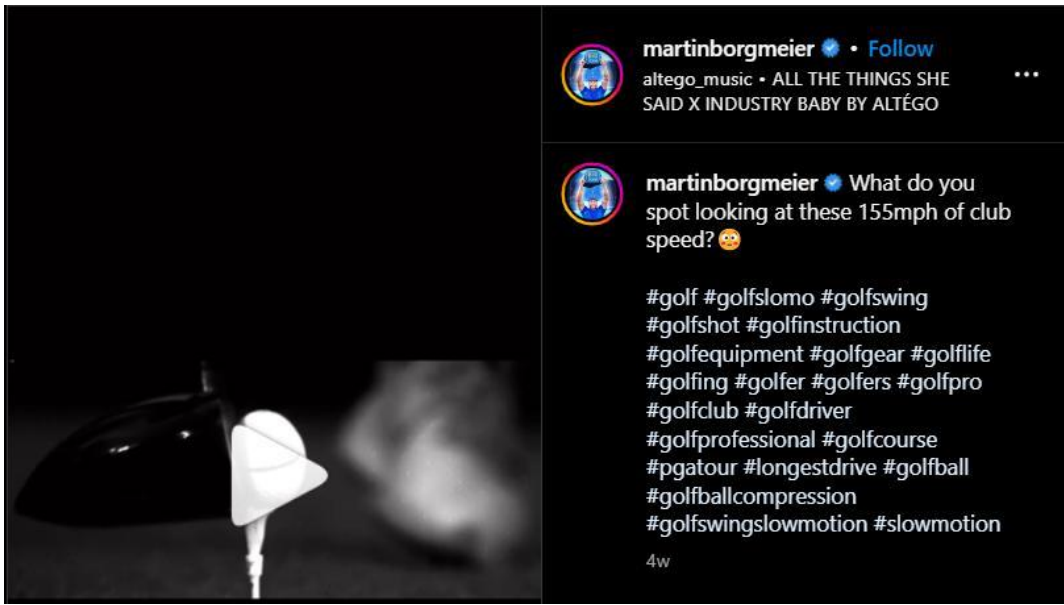 martinborgmeier • Follow
altego_music • ALL THE THINGS SHE
SAID X INDUSTRY BABY BY ALTÉGO
martinborgmeier What do you
spot looking at these 155mph of club
speed?😳
#golf #golfslomo #golfswing
#golfshot #golfinstruction
#golfequipment #golfgear #golflife
#golfing #golfer #golfers #golfpro
#golfclub #golfdriver
#golfprofessional #golfcourse
#pgatour #longestdrive #golfball
#golfballcompression
#golfswingslowmotion #slowmotion
4w